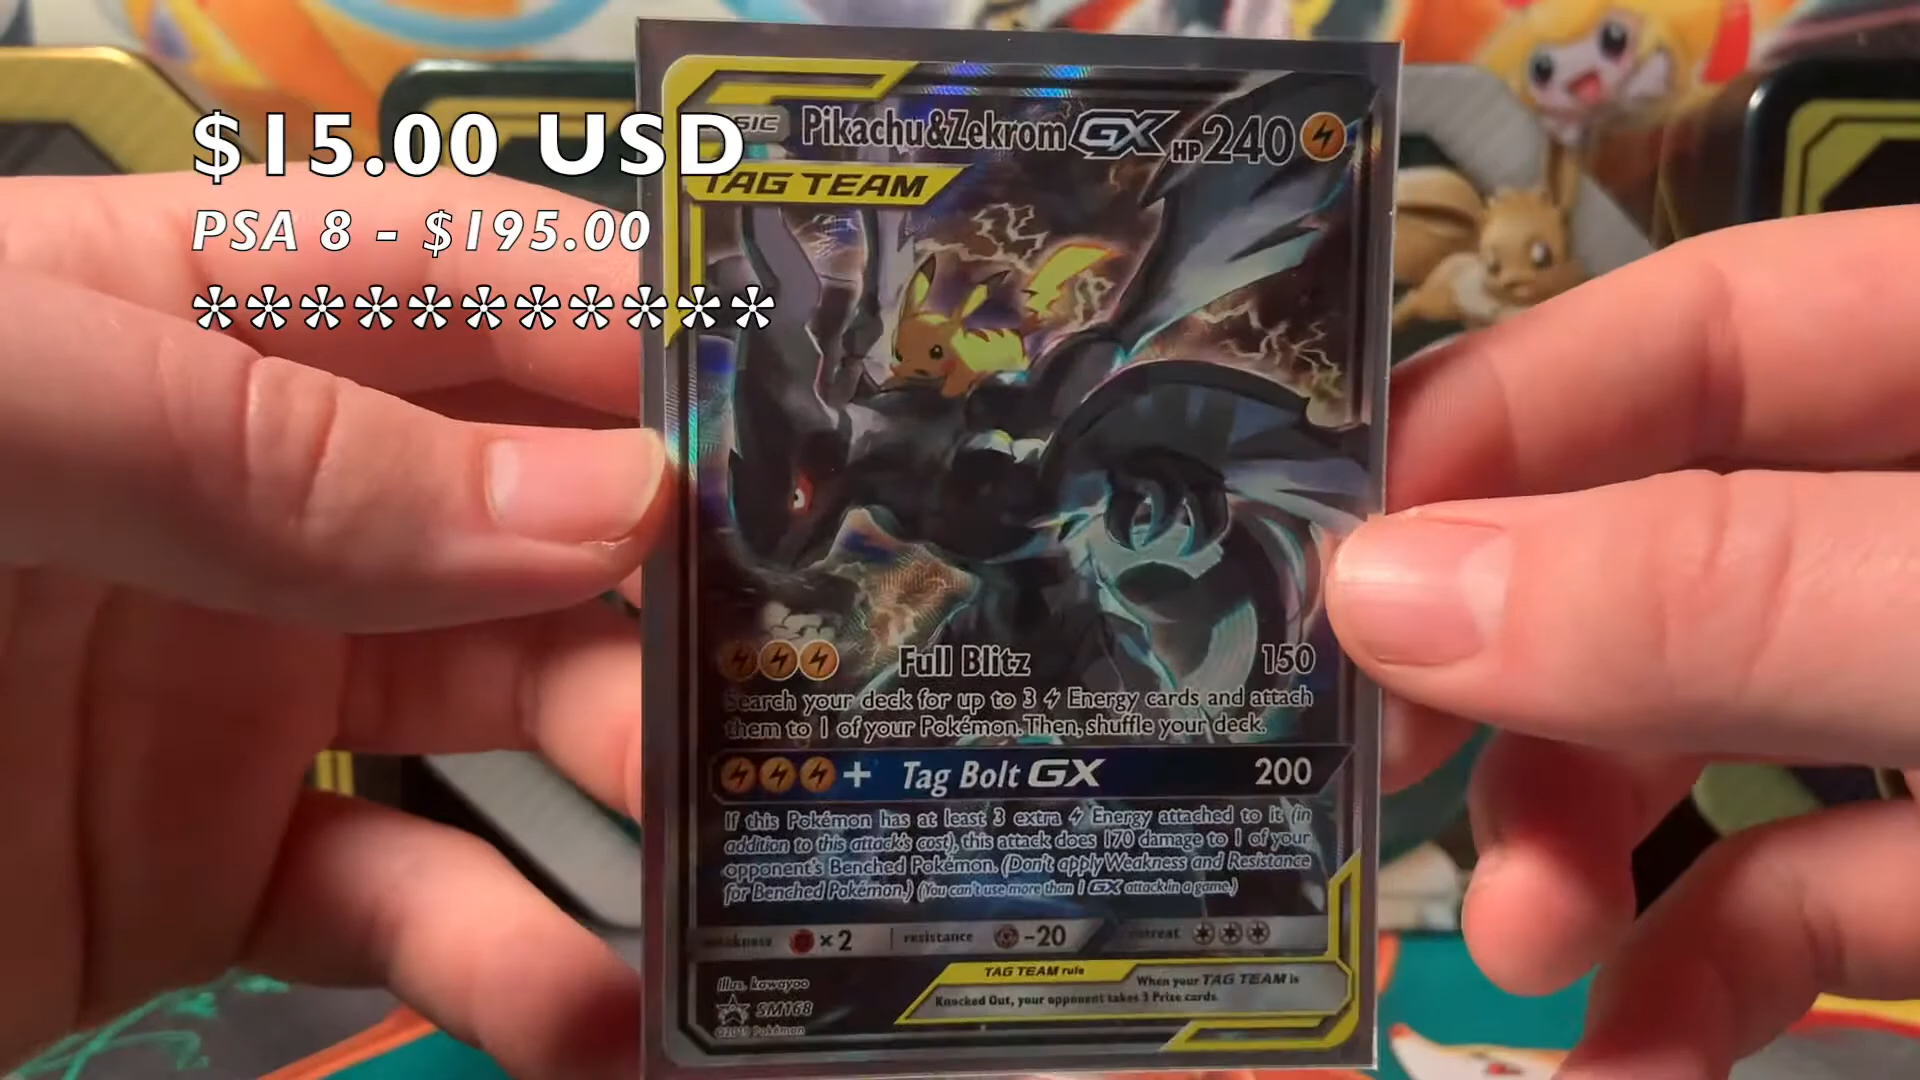 $15.00 USD
PSA 8 - $195.00
***********
Pikachu&Zekrom GX HP 240
TAG TEAM
Full Blitz 150
Search your deck for up to 3 Energy cards and attach
them to 1 of your Pokémon. Then, shuffle your deck.
+ Tag Bolt GX 200
If this Pokémon has at least 3 extra Energy attached to it (in
addition to this attack's cost), this attack does 170 damage to 1 of your
opponent's Benched Pokémon. (Don't apply Weakness and Resistance
for Benched Pokémon.) (You can't use more than 1 GX attack in a game.)
weakness ×2 resistance -20 retreat
TAG TEAM rule
When your TAG TEAM is
Knocked Out, your opponent takes 3 Prize cards.
Illus. kawayoo
SM168
©2019 Pokémon